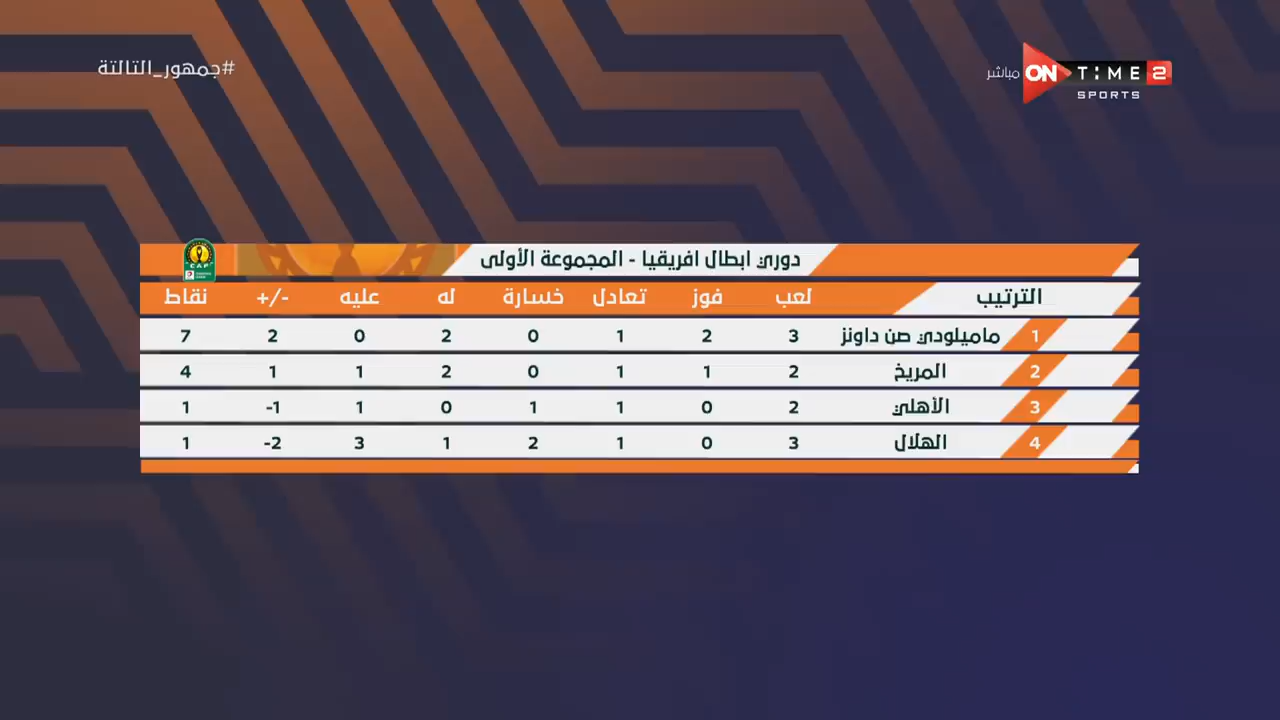 #جمهور_التالتة
مباشر ON TIME 2
SPORTS
دوري ابطال افريقيا - المجموعة الأولى
CAF
الترتيب لعب فوز تعادل خسارة له عليه -/+ نقاط
1 ماميلودي صن داونز 3 2 1 0 2 0 2 7
2 المريخ 2 1 1 0 2 1 1 4
3 الأهلي 2 0 1 1 0 1 -1 1
4 الهلال 3 0 1 2 1 3 -2 1